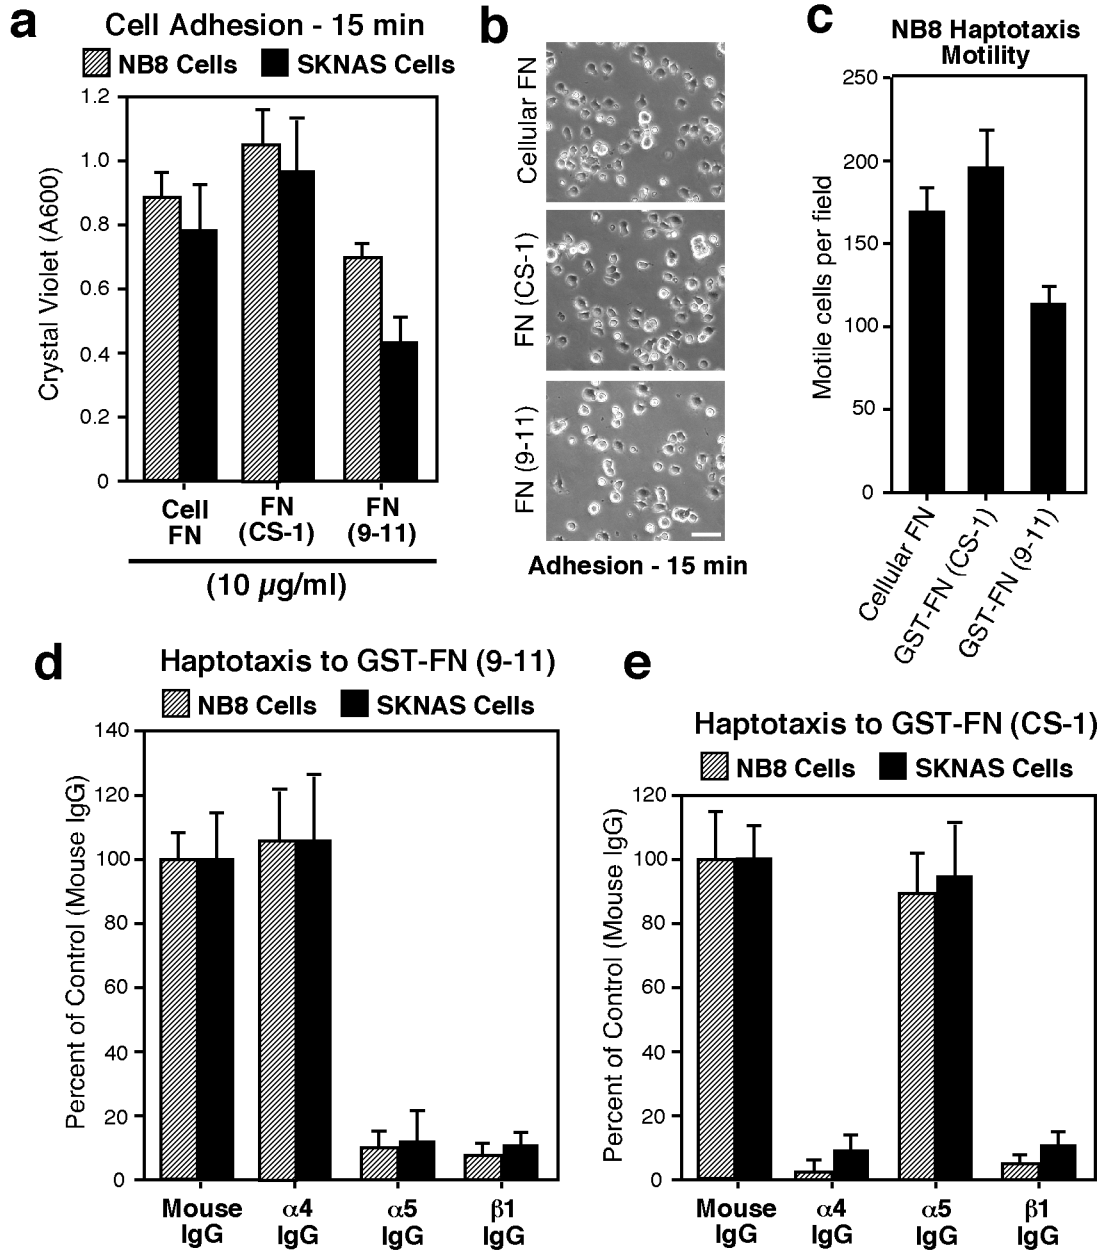 a
Cell Adhesion - 15 min
NB8 Cells SKNAS Cells
Crystal Violet (A600)
1.2
1.0
0.8
0.6
0.4
0.2
0
Cell
FN
FN
(CS-1)
FN
(9-11)
(10 µg/ml)
b
Cellular FN
FN (CS-1)
FN (9-11)
Adhesion - 15 min
c
NB8 Haptotaxis
Motility
Motile cells per field
250
200
150
100
50
0
Cellular FN
GST-FN (CS-1)
GST-FN (9-11)
d
Haptotaxis to GST-FN (9-11)
NB8 Cells SKNAS Cells
Percent of Control (Mouse IgG)
140
120
100
80
60
40
20
0
Mouse
IgG
α4
IgG
α5
IgG
β1
IgG
e
Haptotaxis to GST-FN (CS-1)
NB8 Cells SKNAS Cells
Percent of Control (Mouse IgG)
120
100
80
60
40
20
0
Mouse
IgG
α4
IgG
α5
IgG
β1
IgG